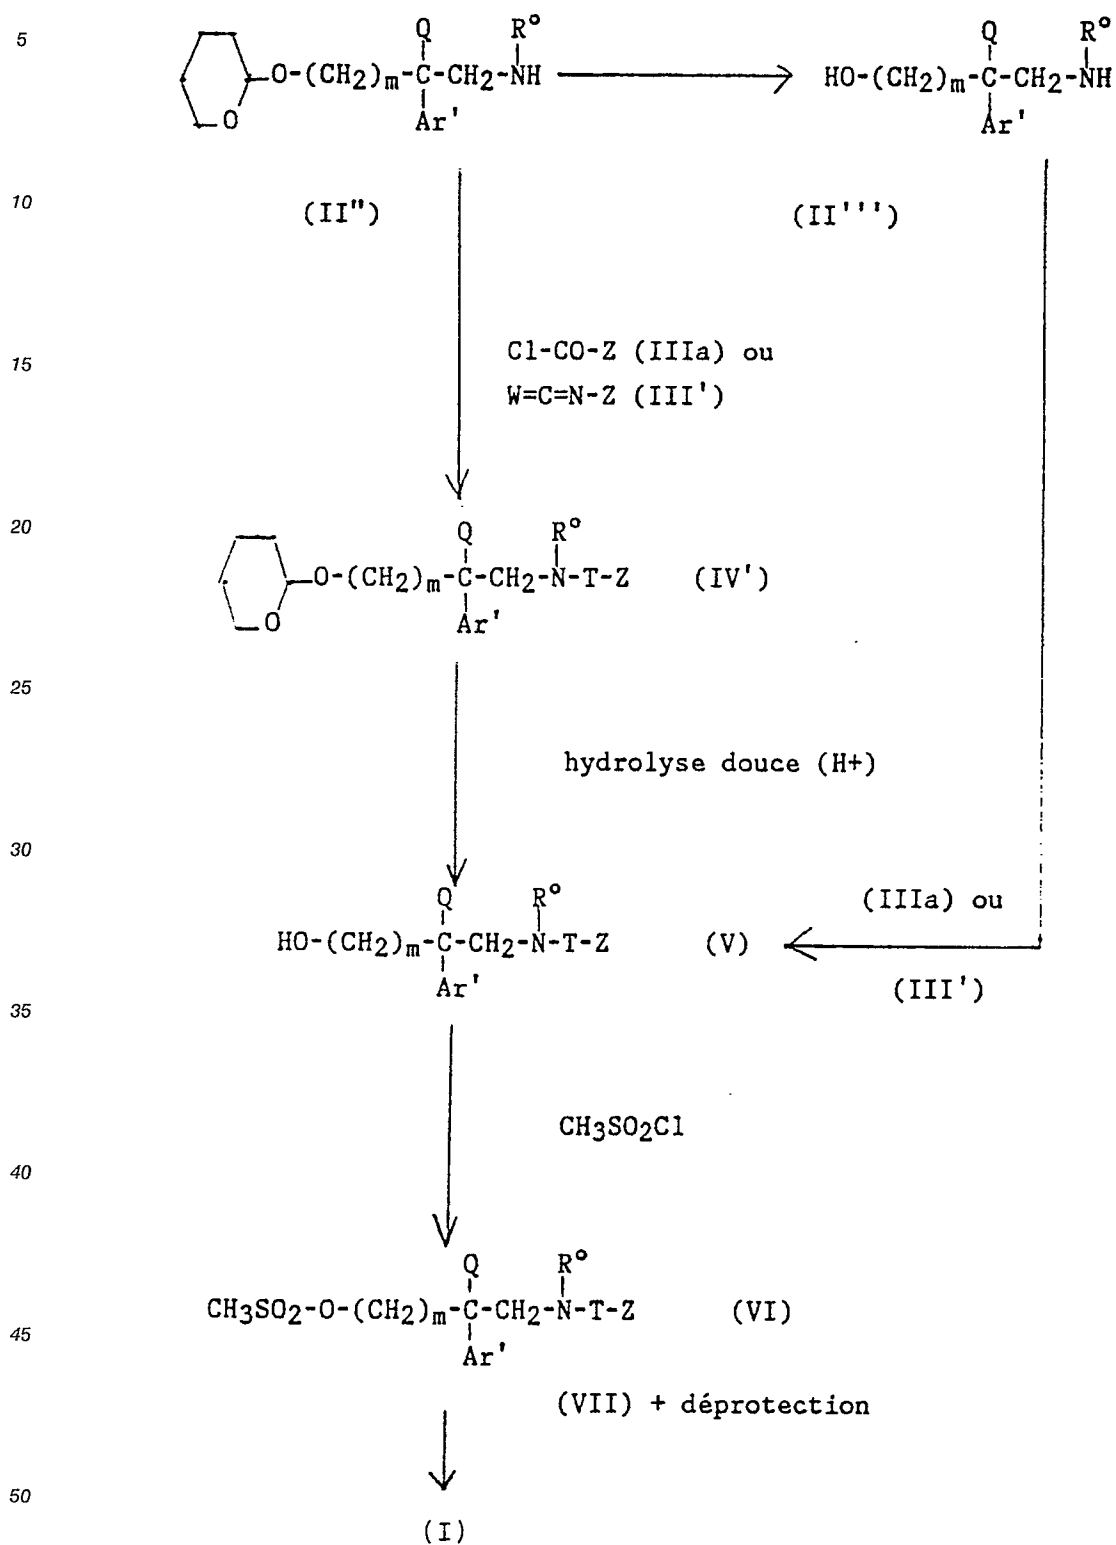 5
Q R°
O-(CH2)m-C-CH2-NH
O Ar'
Q R°
HO-(CH2)m-C-CH2-NH
Ar'
10
(II") (II''')
15
Cl-CO-Z (IIIa) ou
W=C=N-Z (III')
20
Q R°
O-(CH2)m-C-CH2-N-T-Z (IV')
O Ar'
25
hydrolyse douce (H+)
30
Q R°
(IIIa) ou
HO-(CH2)m-C-CH2-N-T-Z (V)
Ar'
(III')
35
CH3SO2Cl
40
Q R°
CH3SO2-O-(CH2)m-C-CH2-N-T-Z (VI)
45
Ar'
(VII) + déprotection
50
(I)